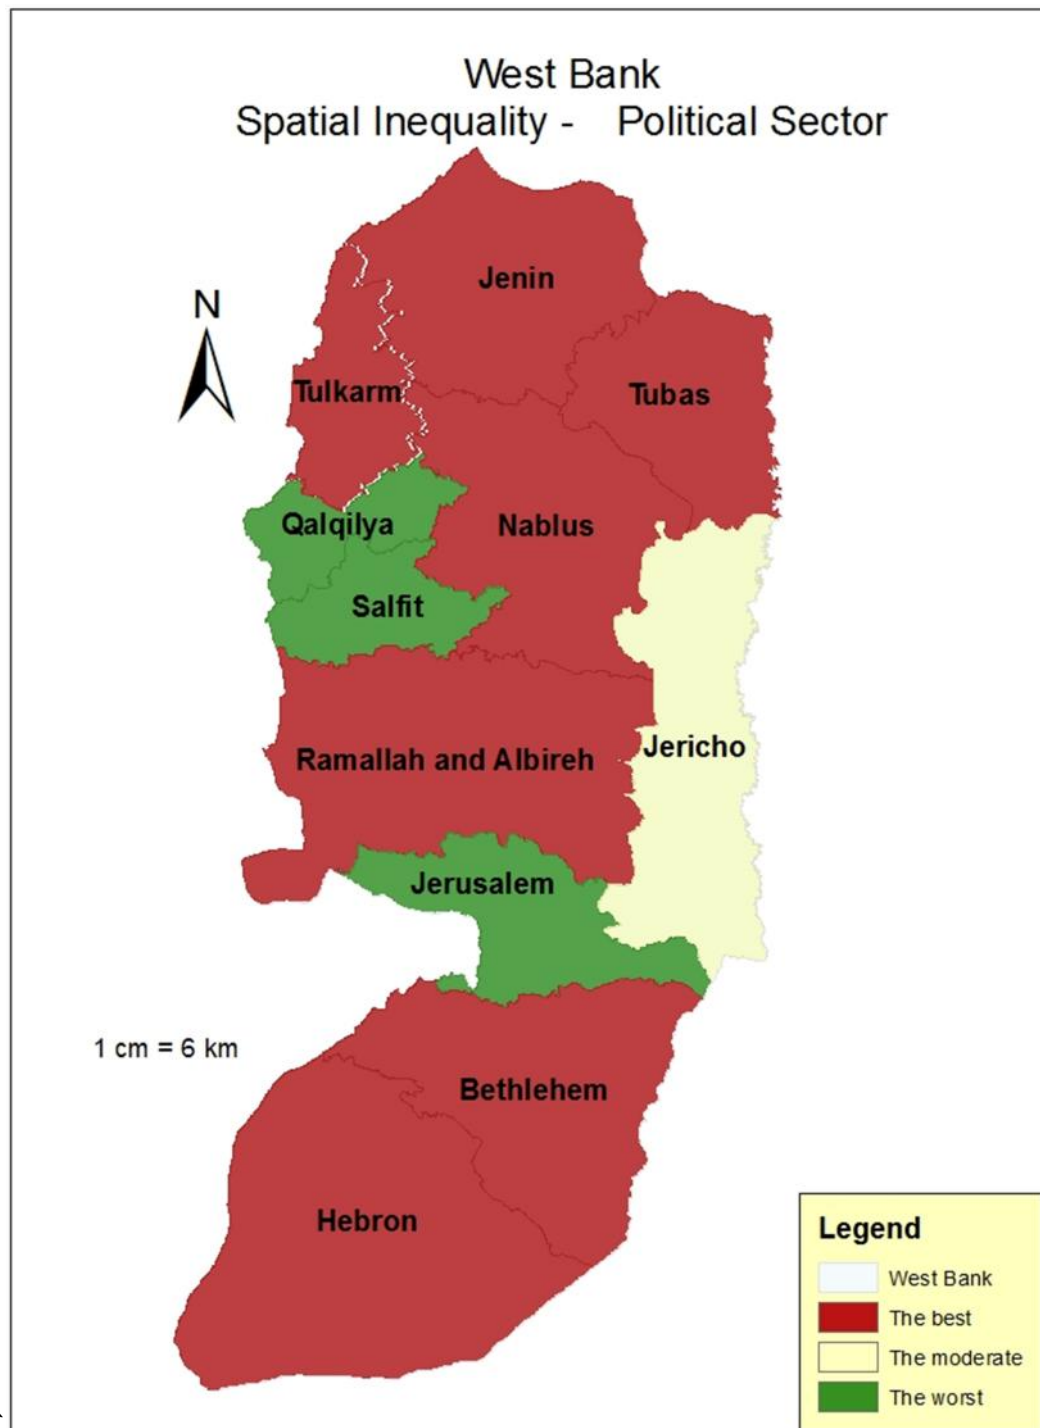 West Bank
Spatial Inequality - Political Sector
N
Jenin
Tulkarm
Tubas
Qalqilya
Nablus
Salfit
Jericho
Ramallah and Albireh
Jerusalem
1 cm = 6 km
Bethlehem
Hebron
Legend
West Bank
The best
The moderate
The worst